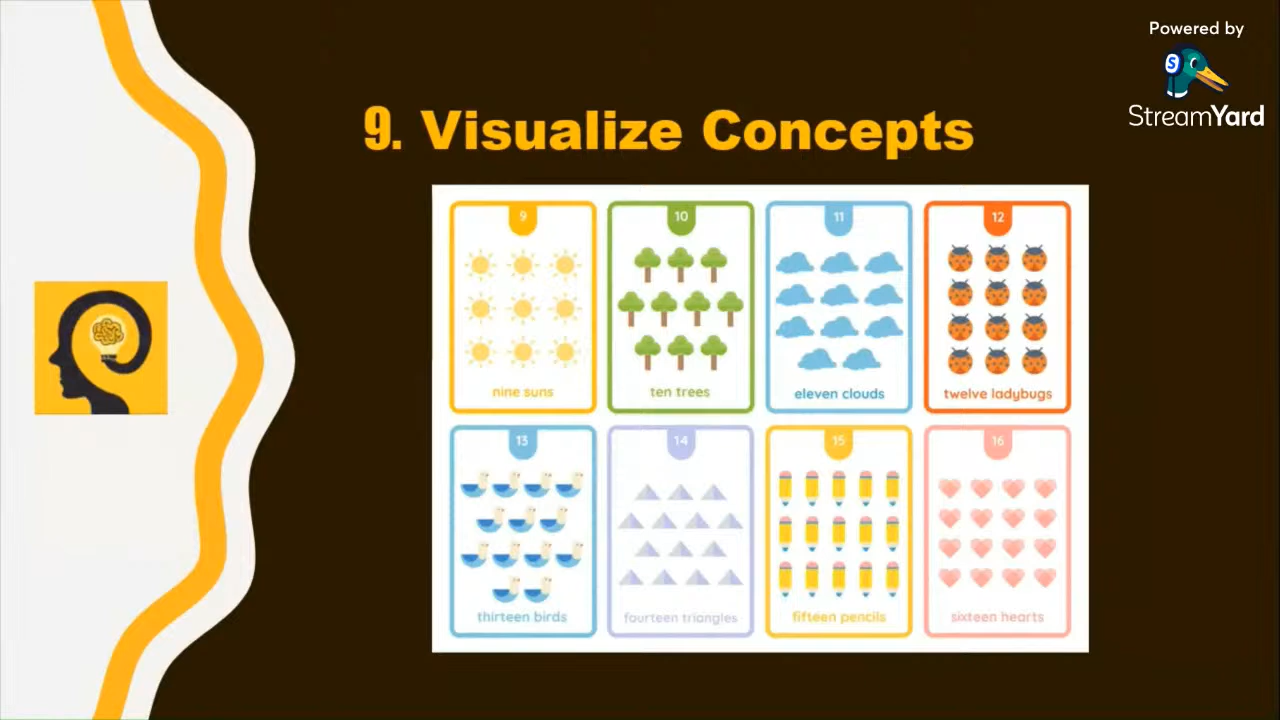 Powered by
S
StreamYard
9. Visualize Concepts
9
10
11
12
nine suns
ten trees
eleven clouds
twelve ladybugs
13
14
15
16
thirteen birds
fourteen triangles
fifteen pencils
sixteen hearts